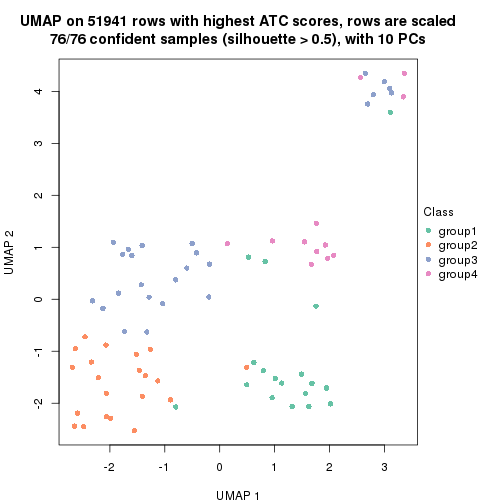 UMAP on 51941 rows with highest ATC scores, rows are scaled
76/76 confident samples (silhouette > 0.5), with 10 PCs
4
3
2
1
0
-1
-2
UMAP 2
-2
-1
0
1
2
3
UMAP 1
Class
group1
group2
group3
group4